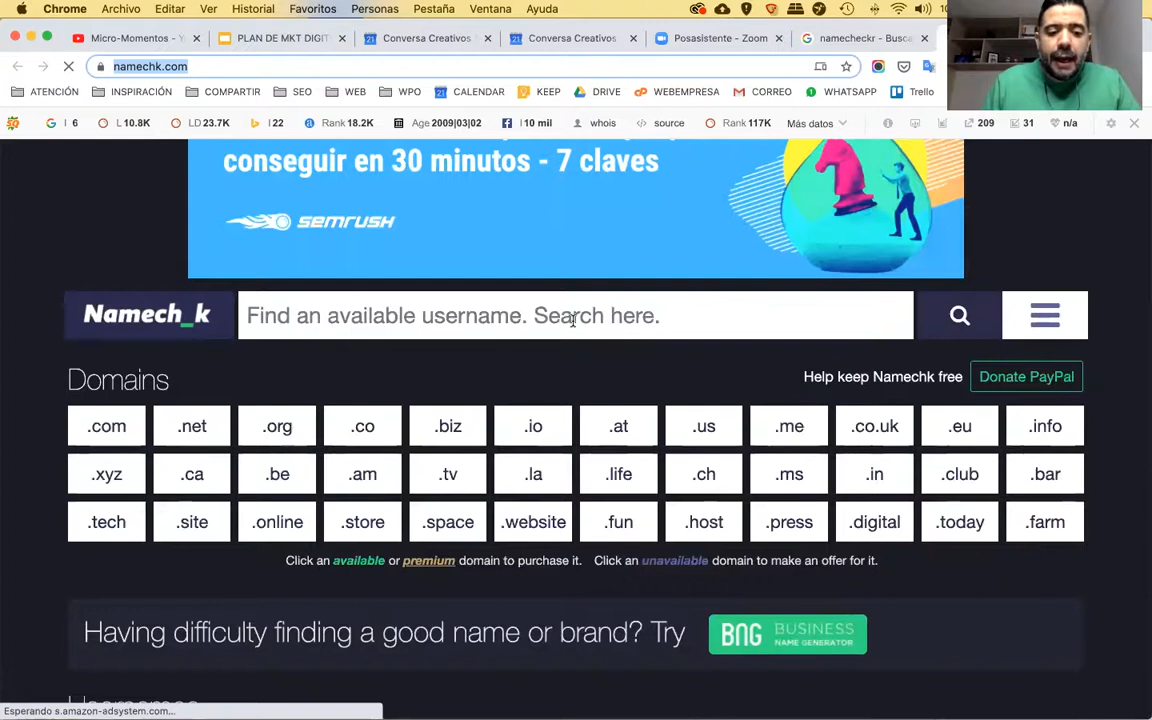 Chrome Archivo Editar Ver Historial Favoritos Personas Pestaña Ventana Ayuda
Micro-Momentos - Y
PLAN DE MKT DIGIT
Conversa Creativos
Conversa Creativos
Posasistente - Zoom
namecheckr - Busca
namechk.com
ATENCIÓN INSPIRACIÓN COMPARTIR SEO WEB WPO CALENDAR KEEP DRIVE WEBEMPRESA CORREO WHATSAPP Trello
I 6 L 10.8K LD 23.7K I 22 Rank 18.2K Age 2009|03|02 I 10 mil whois source Rank 117K Más datos 209 31 n/a
conseguir en 30 minutos - 7 claves
SEMRUSH
Namech_k Find an available username. Search here.
Domains Help keep Namechk free Donate PayPal
.com .net .org .co .biz .io .at .us .me .co.uk .eu .info
.xyz .ca .be .am .tv .la .life .ch .ms .in .club .bar
.tech .site .online .store .space .website .fun .host .press .digital .today .farm
Click an available or premium domain to purchase it. Click an unavailable domain to make an offer for it.
Having difficulty finding a good name or brand? Try BNG BUSINESS NAME GENERATOR
Esperando s.amazon-adsystem.com...